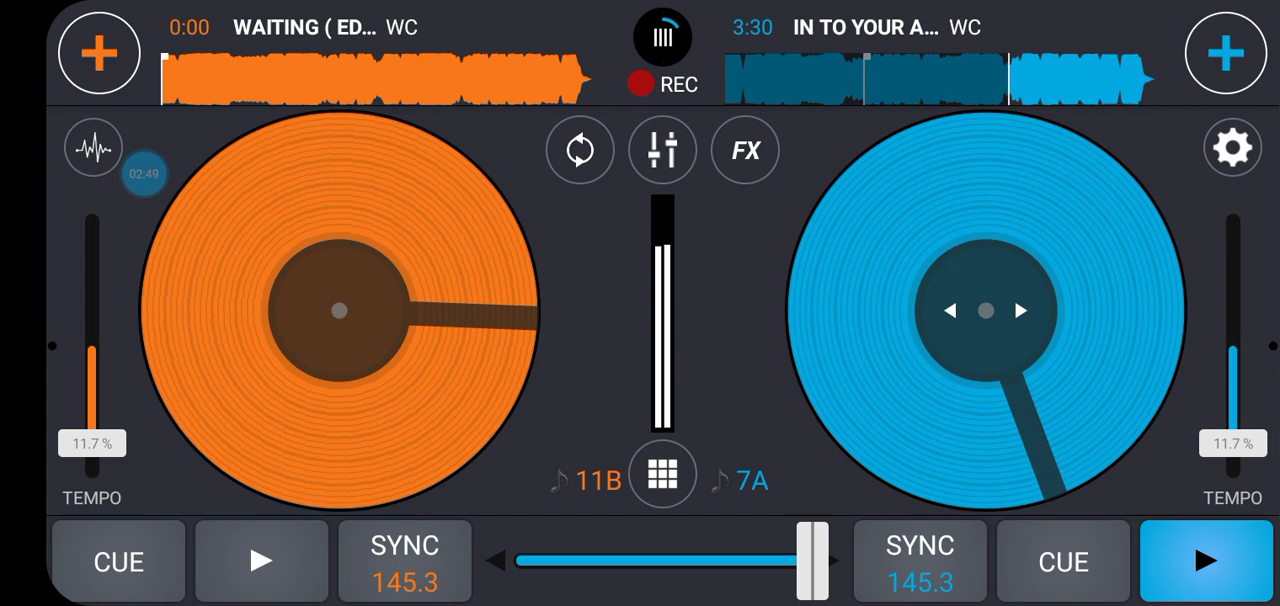 0:00 WAITING ( ED... WC
3:30 IN TO YOUR A... WC
REC
02:49
FX
11.7 %
11.7 %
11B
7A
TEMPO
TEMPO
CUE
SYNC
145.3
SYNC
145.3
CUE